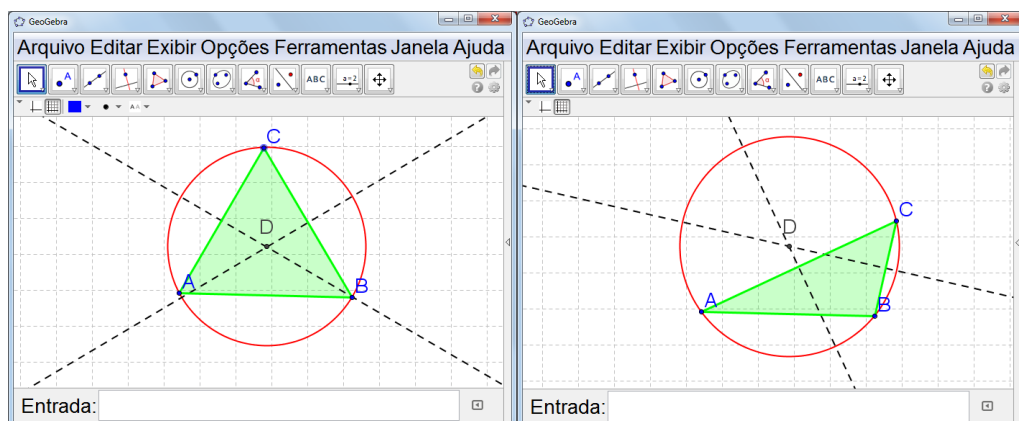 GeoGebra
Arquivo Editar Exibir Opções Ferramentas Janela Ajuda
A
α
ABC
a=2
AA
C
D
A
B
Entrada:
GeoGebra
Arquivo Editar Exibir Opções Ferramentas Janela Ajuda
A
α
ABC
a=2
C
D
A
B
Entrada: